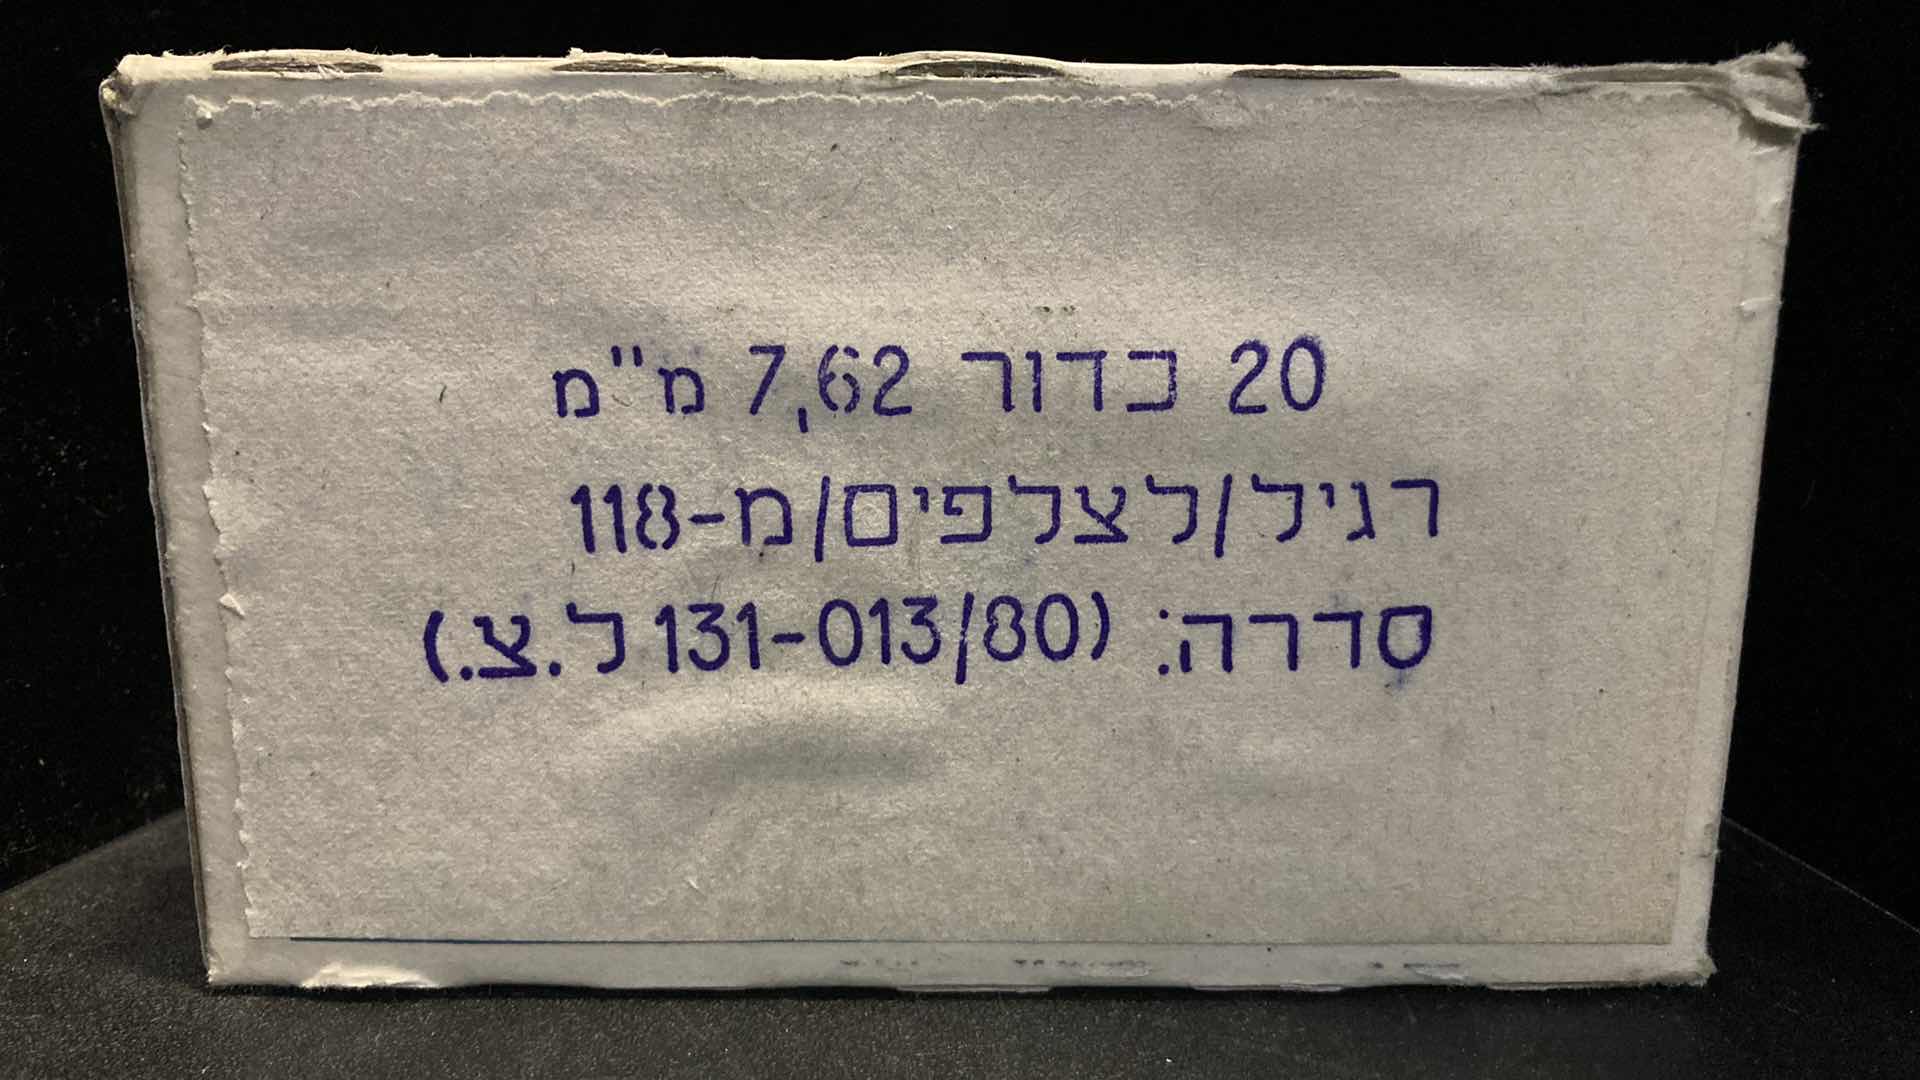 20 כדור 7,62 מ"מ
רגיל/לצלפים/מ-118
סדרה: (131-013/80 ל.צ.)